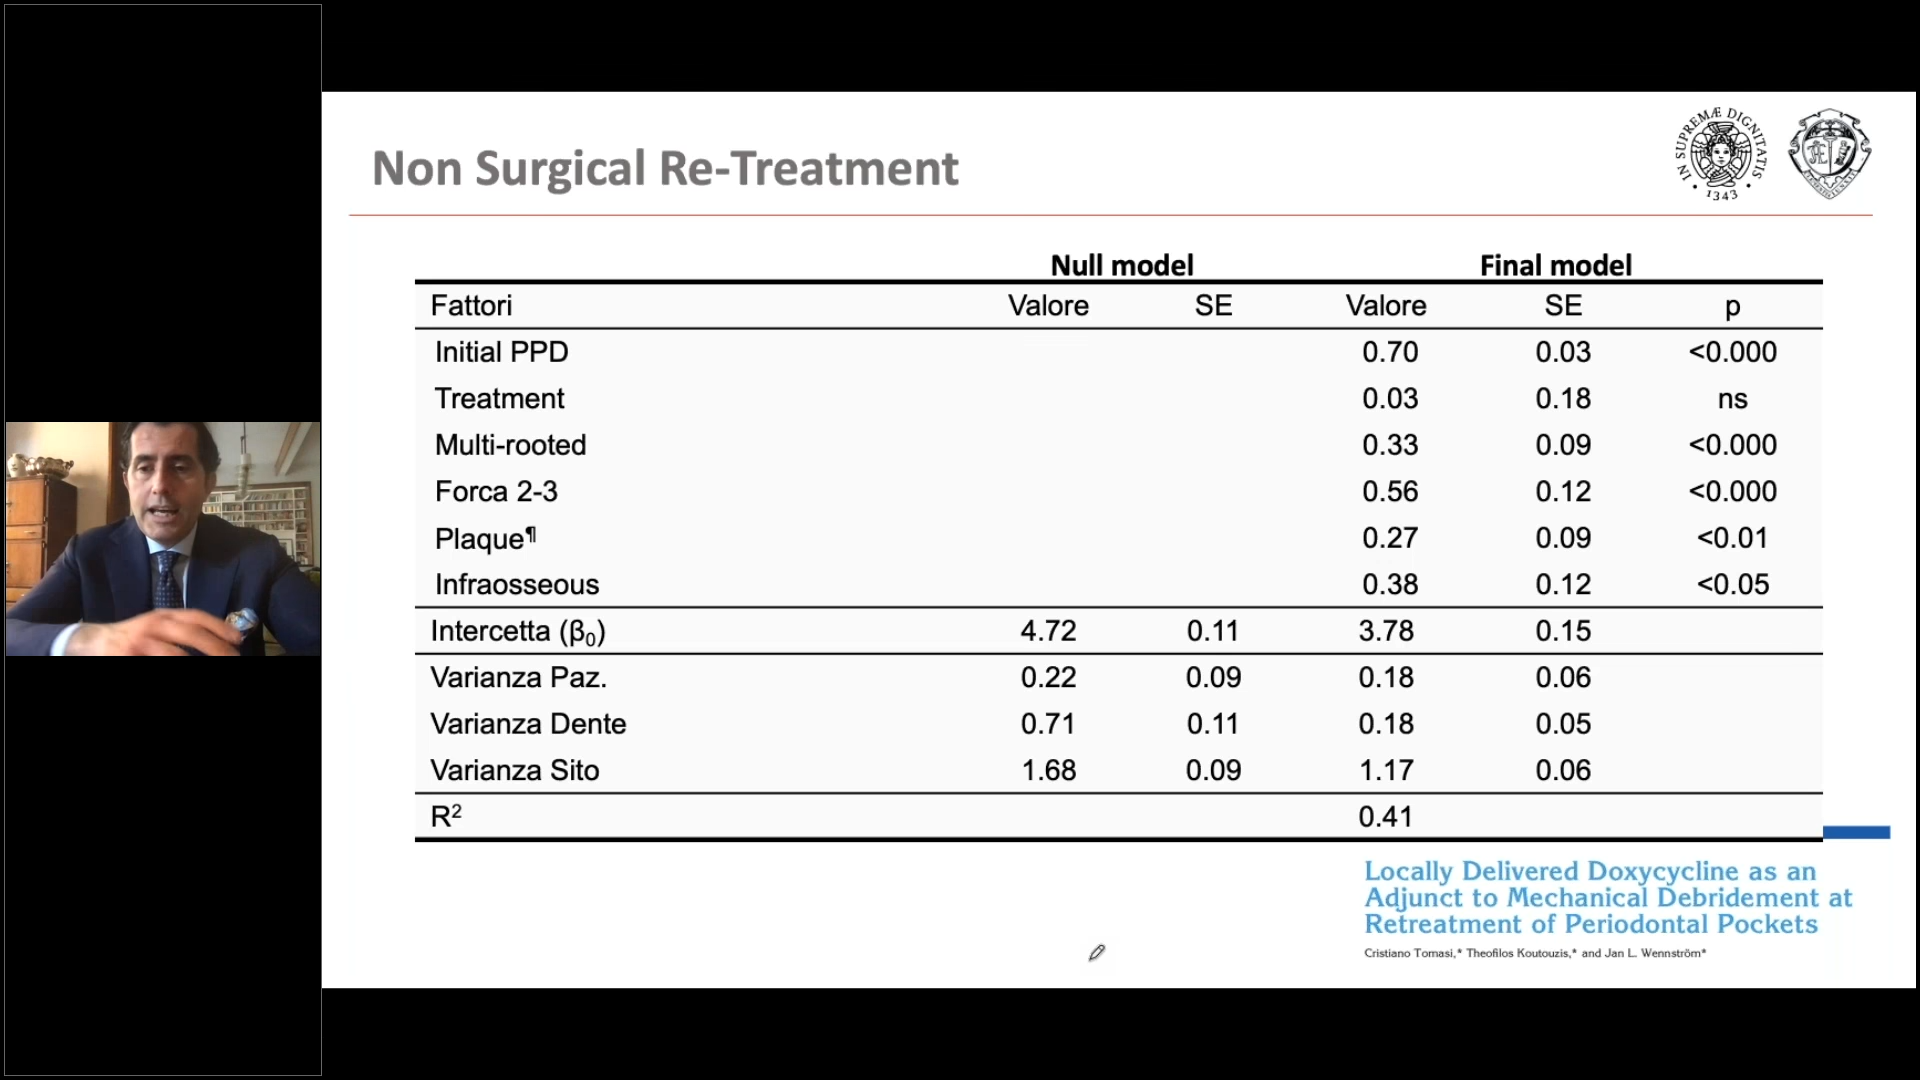 Non Surgical Re-Treatment
IN SUPREMÆ DIGNITATIS
• 1343 •
Null model Final model
Fattori Valore SE Valore SE p
Initial PPD 0.70 0.03 <0.000
Treatment 0.03 0.18 ns
Multi-rooted 0.33 0.09 <0.000
Forca 2-3 0.56 0.12 <0.000
Plaque¶ 0.27 0.09 <0.01
Infraosseous 0.38 0.12 <0.05
Intercetta (β₀) 4.72 0.11 3.78 0.15
Varianza Paz. 0.22 0.09 0.18 0.06
Varianza Dente 0.71 0.11 0.18 0.05
Varianza Sito 1.68 0.09 1.17 0.06
R² 0.41
Locally Delivered Doxycycline as an
Adjunct to Mechanical Debridement at
Retreatment of Periodontal Pockets
Cristiano Tomasi,* Theofilos Koutouzis,* and Jan L. Wennström*